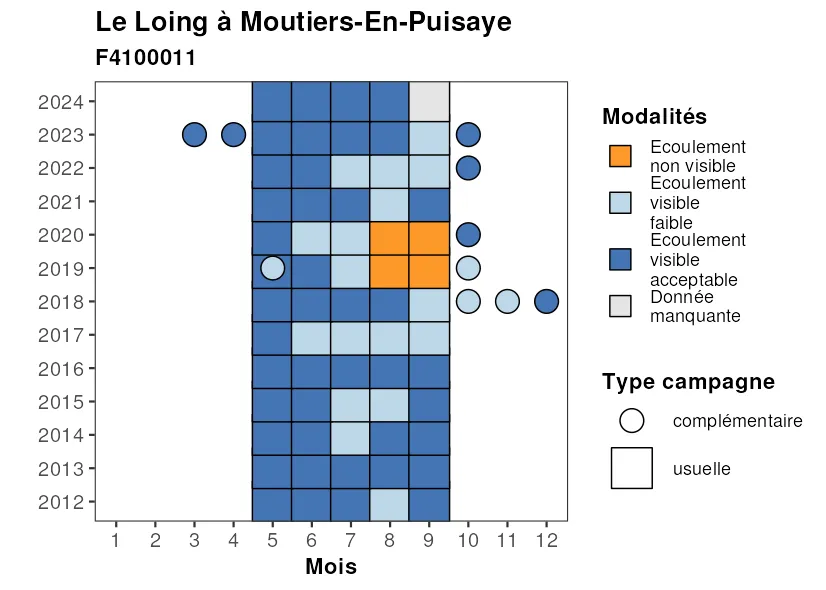 Le Loing à Moutiers-En-Puisaye
F4100011
2024
2023
2022
2021
2020
2019
2018
2017
2016
2015
2014
2013
2012
1 2 3 4 5 6 7 8 9 10 11 12
Mois
Modalités
Ecoulement
non visible
Ecoulement
visible
faible
Ecoulement
visible
acceptable
Donnée
manquante
Type campagne
complémentaire
usuelle